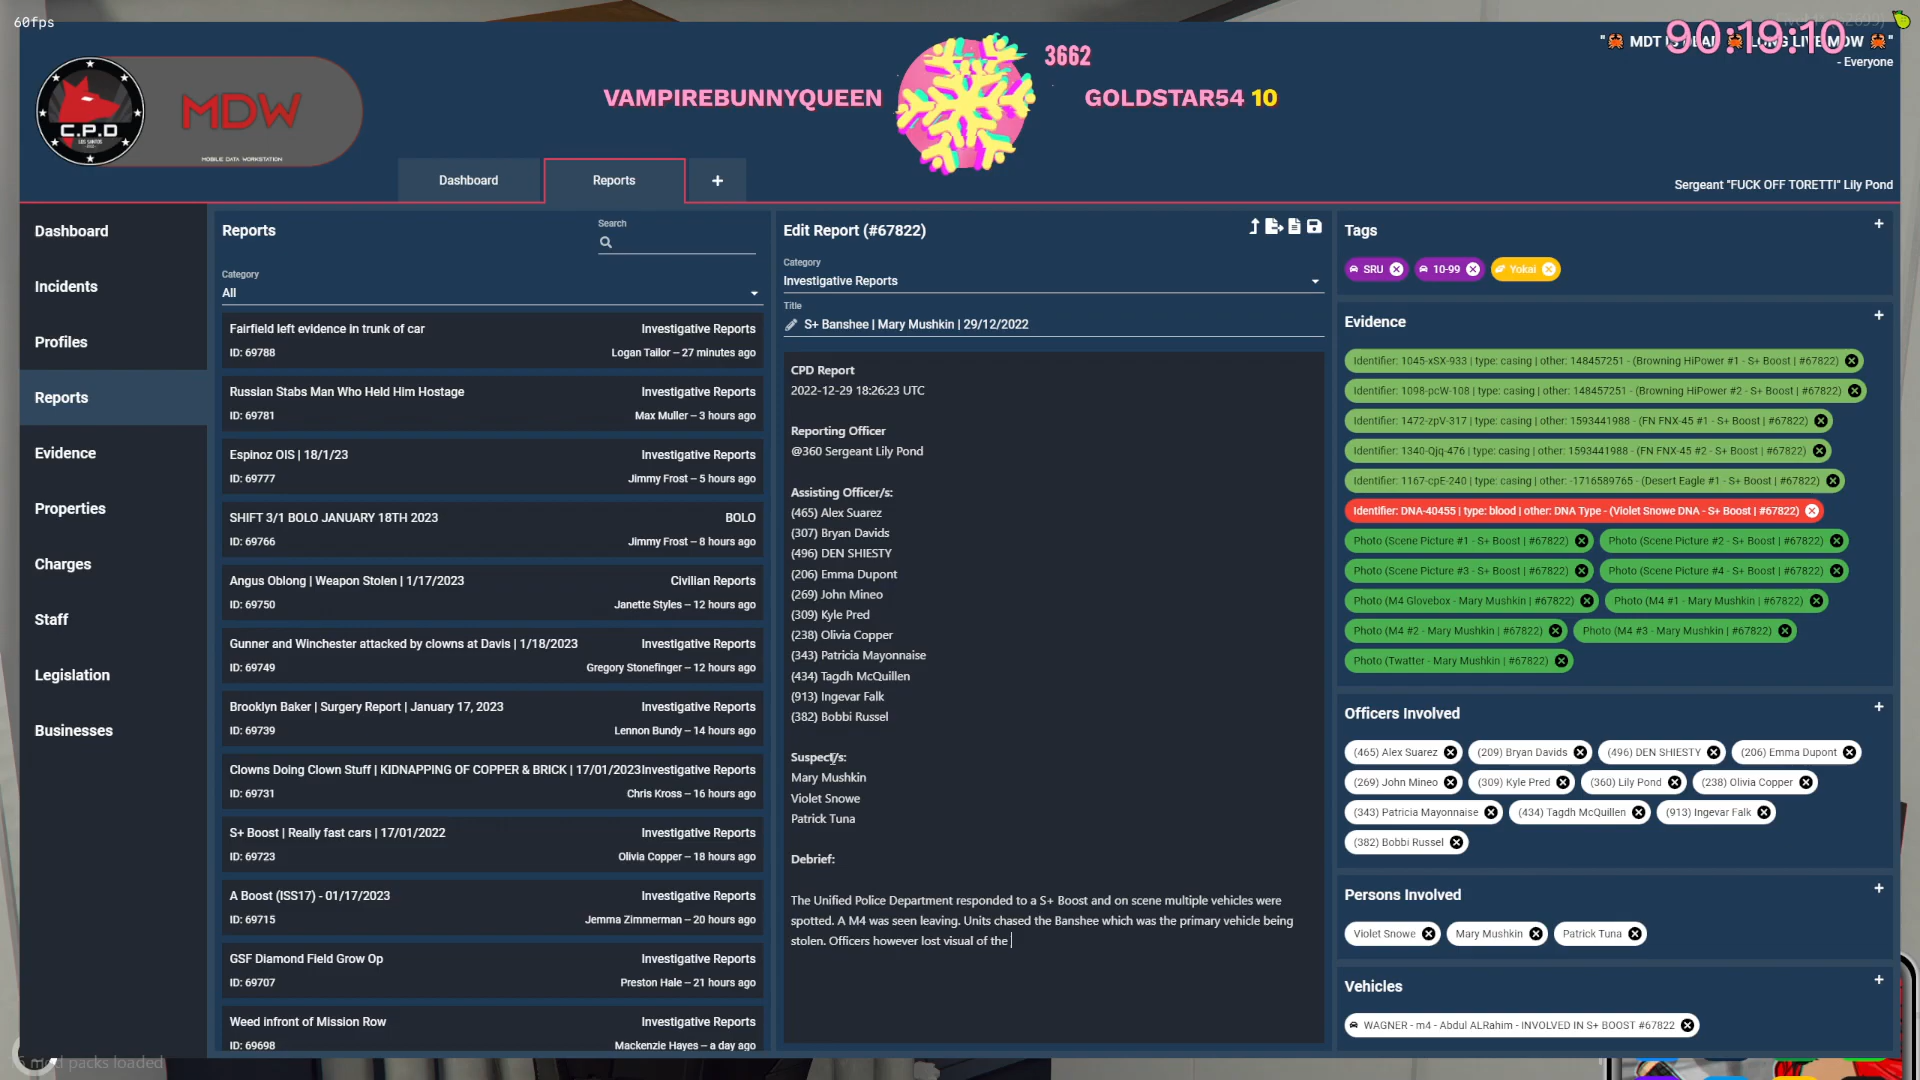 60fps
C.P.D
LOS SANTOS
MDW
MOBILE DATA WORKSTATION
VAMPIREBUNNYQUEEN
3662
GOLDSTAR54 10
90:19:10
" 🦀 MDT IS DEAD 🦀 LONG LIVE MDW 🦀 "
- Everyone
Dashboard
Reports
+
Sergeant "FUCK OFF TORETTI" Lily Pond
Dashboard
Incidents
Profiles
Reports
Evidence
Properties
Charges
Staff
Legislation
Businesses
Reports
Search
Category
All
Fairfield left evidence in trunk of car Investigative Reports
ID: 69788 Logan Tailor – 27 minutes ago
Russian Stabs Man Who Held Him Hostage Investigative Reports
ID: 69781 Max Muller – 3 hours ago
Espinoz OIS | 18/1/23 Investigative Reports
ID: 69777 Jimmy Frost – 5 hours ago
SHIFT 3/1 BOLO JANUARY 18TH 2023 BOLO
ID: 69766 Jimmy Frost – 8 hours ago
Angus Oblong | Weapon Stolen | 1/17/2023 Civilian Reports
ID: 69750 Janette Styles – 12 hours ago
Gunner and Winchester attacked by clowns at Davis | 1/18/2023 Investigative Reports
ID: 69749 Gregory Stonefinger – 12 hours ago
Brooklyn Baker | Surgery Report | January 17, 2023 Investigative Reports
ID: 69739 Lennon Bundy – 14 hours ago
Clowns Doing Clown Stuff | KIDNAPPING OF COPPER & BRICK | 17/01/2023 Investigative Reports
ID: 69731 Chris Kross – 16 hours ago
S+ Boost | Really fast cars | 17/01/2022 Investigative Reports
ID: 69723 Olivia Copper – 18 hours ago
A Boost (ISS17) - 01/17/2023 Investigative Reports
ID: 69715 Jemma Zimmerman – 20 hours ago
GSF Diamond Field Grow Op Investigative Reports
ID: 69707 Preston Hale – 21 hours ago
Weed infront of Mission Row Investigative Reports
ID: 69698 Mackenzie Hayes – a day ago
Edit Report (#67822)
Category
Investigative Reports
Title
S+ Banshee | Mary Mushkin | 29/12/2022
CPD Report
2022-12-29 18:26:23 UTC
Reporting Officer
@360 Sergeant Lily Pond
Assisting Officer/s:
(465) Alex Suarez
(307) Bryan Davids
(496) DEN SHIESTY
(206) Emma Dupont
(269) John Mineo
(309) Kyle Pred
(238) Olivia Copper
(343) Patricia Mayonnaise
(434) Tagdh McQuillen
(913) Ingevar Falk
(382) Bobbi Russel
Suspect/s:
Mary Mushkin
Violet Snowe
Patrick Tuna
Debrief:
The Unified Police Department responded to a S+ Boost and on scene multiple vehicles were
spotted. A M4 was seen leaving. Units chased the Banshee which was the primary vehicle being
stolen. Officers however lost visual of the
Tags +
SRU
10-99
Yokai
Evidence +
Identifier: 1045-xSX-933 | type: casing | other: 148457251 - (Browning HiPower #1 - S+ Boost | #67822)
Identifier: 1098-pcW-108 | type: casing | other: 148457251 - (Browning HiPower #2 - S+ Boost | #67822)
Identifier: 1472-zpV-317 | type: casing | other: 1593441988 - (FN FNX-45 #1 - S+ Boost | #67822)
Identifier: 1340-Qjq-476 | type: casing | other: 1593441988 - (FN FNX-45 #2 - S+ Boost | #67822)
Identifier: 1167-cpE-240 | type: casing | other: -1716589765 - (Desert Eagle #1 - S+ Boost | #67822)
Identifier: DNA-40455 | type: blood | other: DNA Type - (Violet Snowe DNA - S+ Boost | #67822)
Photo (Scene Picture #1 - S+ Boost | #67822) Photo (Scene Picture #2 - S+ Boost | #67822)
Photo (Scene Picture #3 - S+ Boost | #67822) Photo (Scene Picture #4 - S+ Boost | #67822)
Photo (M4 Glovebox - Mary Mushkin | #67822) Photo (M4 #1 - Mary Mushkin | #67822)
Photo (M4 #2 - Mary Mushkin | #67822) Photo (M4 #3 - Mary Mushkin | #67822)
Photo (Twatter - Mary Mushkin | #67822)
Officers Involved +
(465) Alex Suarez (209) Bryan Davids (496) DEN SHIESTY (206) Emma Dupont
(269) John Mineo (309) Kyle Pred (360) Lily Pond (238) Olivia Copper
(343) Patricia Mayonnaise (434) Tagdh McQuillen (913) Ingevar Falk
(382) Bobbi Russel
Persons Involved +
Violet Snowe Mary Mushkin Patrick Tuna
Vehicles +
WAGNER - m4 - Abdul ALRahim - INVOLVED IN S+ BOOST #67822
mod packs loaded